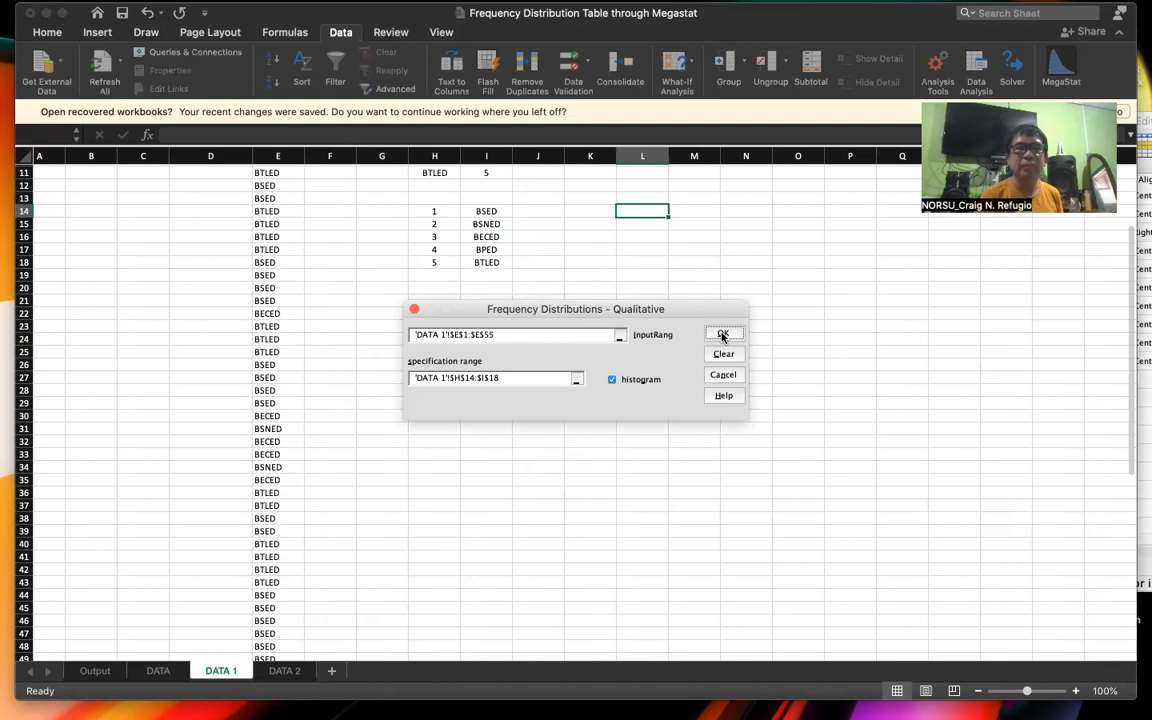 Frequency Distribution Table through Megastat
Search Sheet
Home Insert Draw Page Layout Formulas Data Review View
Share
Get External Data
Refresh All
Queries & Connections
Properties
Edit Links
Sort
Filter
Clear
Reapply
Advanced
Text to Columns
Flash Fill
Remove Duplicates
Data Validation
Consolidate
What-If Analysis
Group
Ungroup
Subtotal
Show Detail
Hide Detail
Analysis Tools
Data Analysis
Solver
MegaStat
Open recovered workbooks? Your recent changes were saved. Do you want to continue working where you left off?
fx
NORSU_Craig N. Refugio
A B C D E F G H I J K L M N O P Q
11 BTLED BTLED 5
12 BSED
13 BSED
14 BTLED 1 BSED
15 BTLED 2 BSNED
16 BTLED 3 BECED
17 BTLED 4 BPED
18 BSED 5 BTLED
19 BSED
20 BSED
21 BSED
22 BECED
23 BTLED
24 BTLED
25 BTLED
26 BSED
27 BSED
28 BSED
29 BSED
30 BECED
31 BSNED
32 BECED
33 BECED
34 BSNED
35 BECED
36 BTLED
37 BTLED
38 BSED
39 BSED
40 BTLED
41 BTLED
42 BTLED
43 BTLED
44 BSED
45 BSED
46 BSED
47 BSED
48 BSED
49 BSED
Frequency Distributions - Qualitative
'DATA 1'!$E$1:$E$55 InputRang
specification range
'DATA 1'!$H$14:$I$18
histogram
OK
Clear
Cancel
Help
Output DATA DATA 1 DATA 2 +
Ready
100%